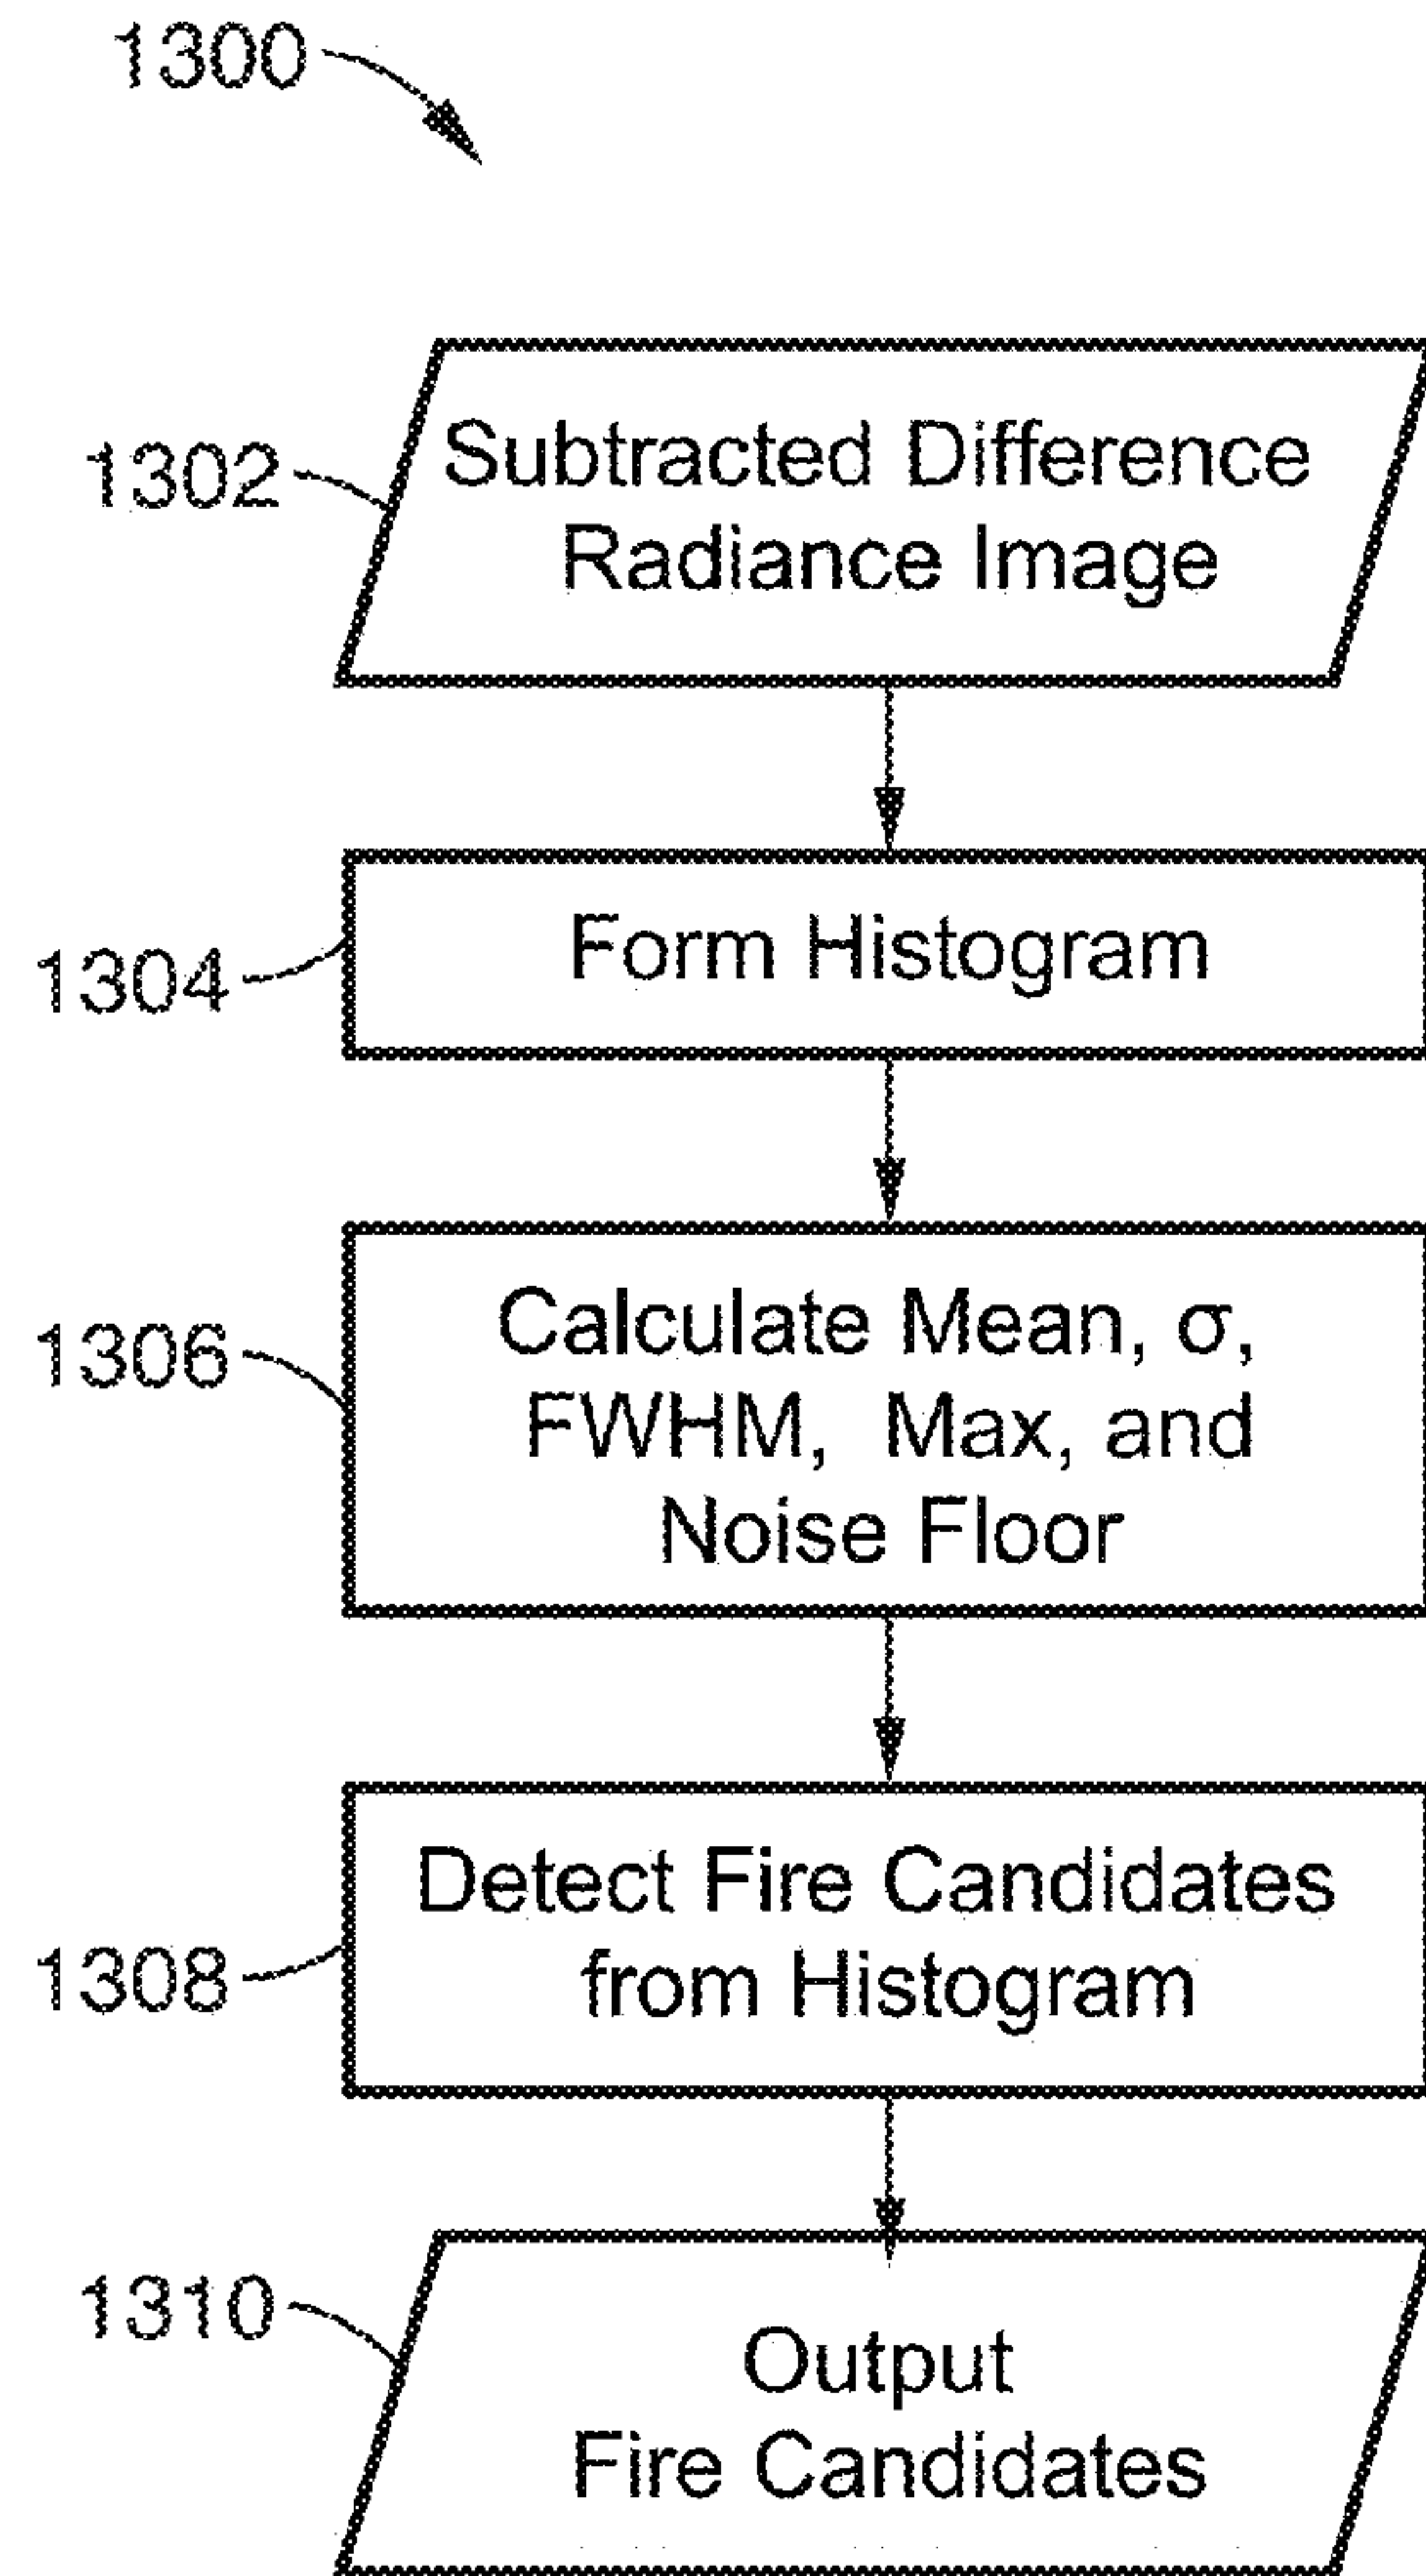 1300
1302
Subtracted Difference
Radiance Image
1304
Form Histogram
1306
Calculate Mean, σ,
FWHM, Max, and
Noise Floor
1308
Detect Fire Candidates
from Histogram
1310
Output
Fire Candidates